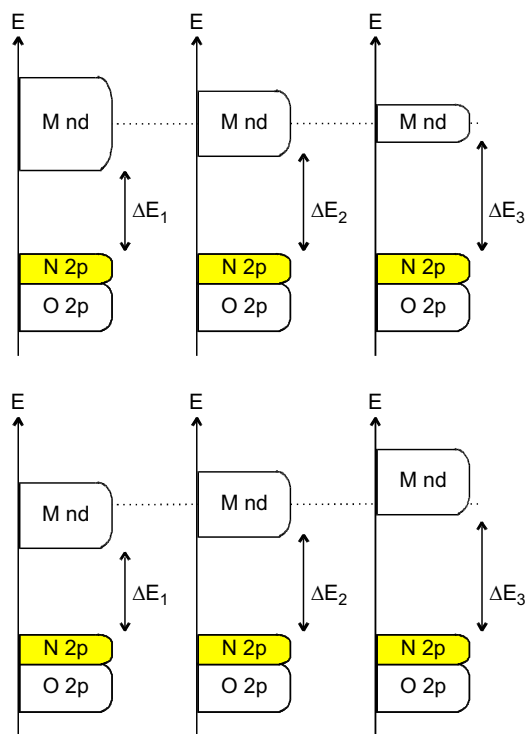 E E E
M nd M nd M nd
ΔE₁ ΔE₂ ΔE₃
N 2p N 2p N 2p
O 2p O 2p O 2p
E E E
M nd M nd M nd
ΔE₁ ΔE₂ ΔE₃
N 2p N 2p N 2p
O 2p O 2p O 2p